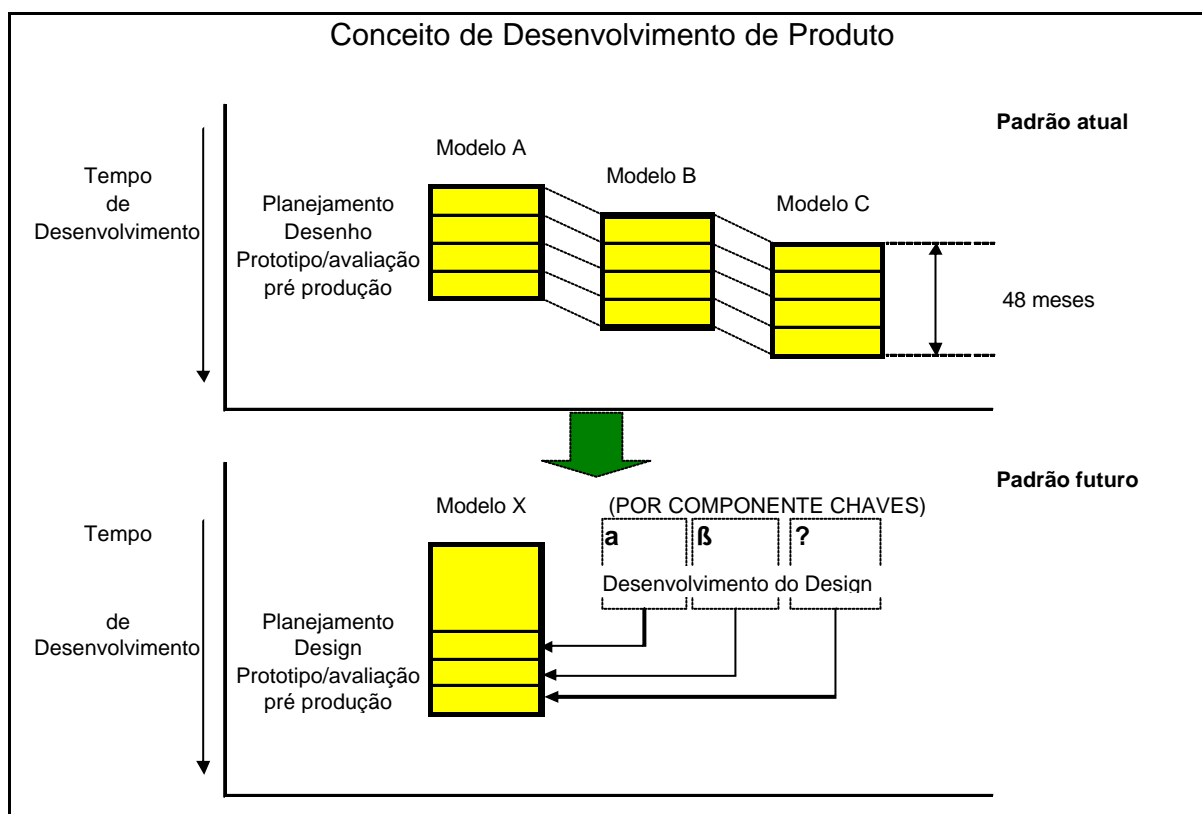 Conceito de Desenvolvimento de Produto
Padrão atual
Modelo A
Modelo B
Modelo C
Tempo
de
Desenvolvimento
Planejamento
Desenho
Prototipo/avaliação
pré produção
48 meses
Padrão futuro
Modelo X
(POR COMPONENTE CHAVES)
a
ß
?
Desenvolvimento do Design
Tempo
de
Desenvolvimento
Planejamento
Design
Prototipo/avaliação
pré produção